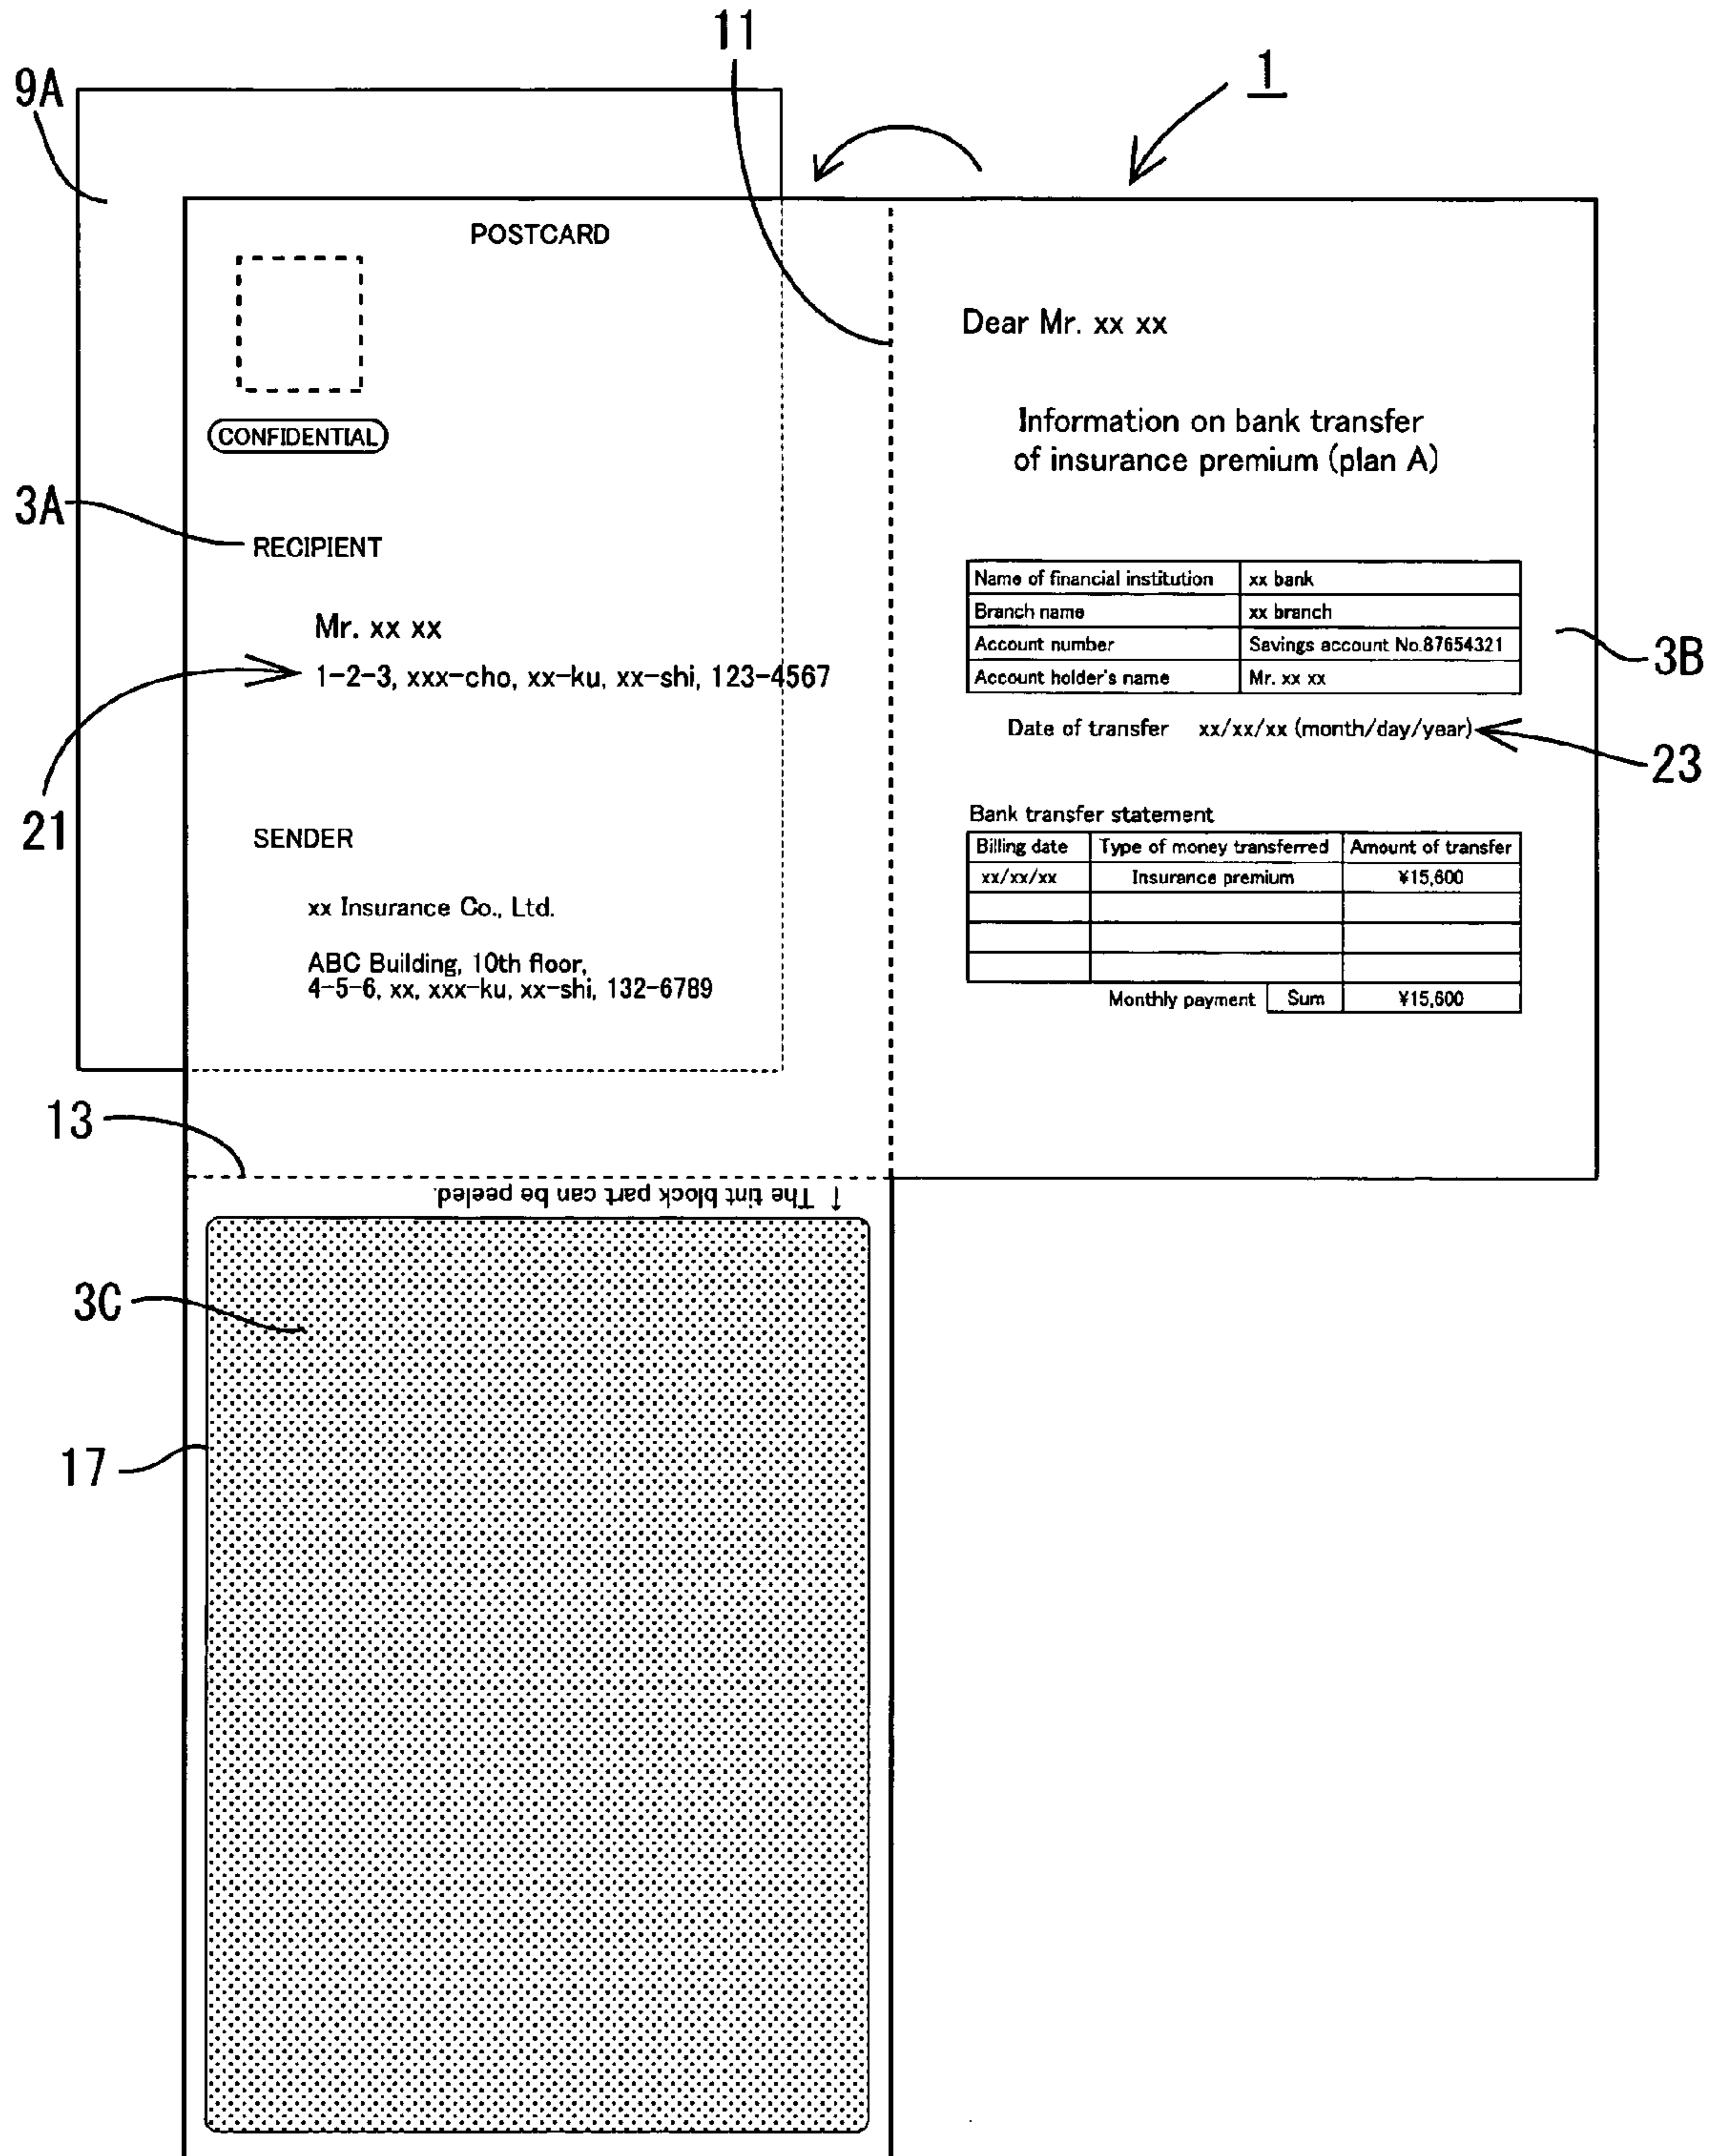 11
1
9A
POSTCARD
Dear Mr. xx xx
CONFIDENTIAL
Information on bank transfer
of insurance premium (plan A)
3A
RECIPIENT
Mr. xx xx
1-2-3, xxx-cho, xx-ku, xx-shi, 123-4567
21
Name of financial institution xx bank
Branch name xx branch
Account number Savings account No.87654321
Account holder's name Mr. xx xx
3B
Date of transfer xx/xx/xx (month/day/year)
23
SENDER
xx Insurance Co., Ltd.
ABC Building, 10th floor,
4-5-6, xx, xxx-ku, xx-shi, 132-6789
Bank transfer statement
Billing date Type of money transferred Amount of transfer
xx/xx/xx Insurance premium ¥15,600
Monthly payment Sum ¥15,600
13
↑ The tint block part can be peeled.
3C
17